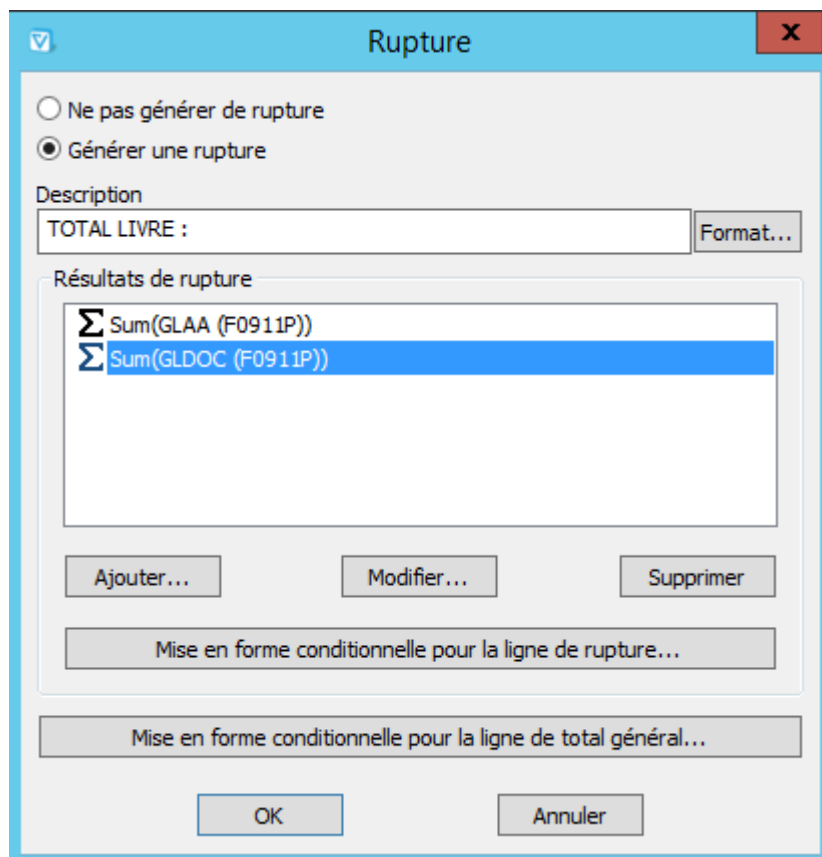 Rupture
x
Ne pas générer de rupture
Générer une rupture
Description
TOTAL LIVRE :
Format...
Résultats de rupture
Σ Sum(GLAA (F0911P))
Σ Sum(GLDOC (F0911P))
Ajouter...
Modifier...
Supprimer
Mise en forme conditionnelle pour la ligne de rupture...
Mise en forme conditionnelle pour la ligne de total général...
OK
Annuler